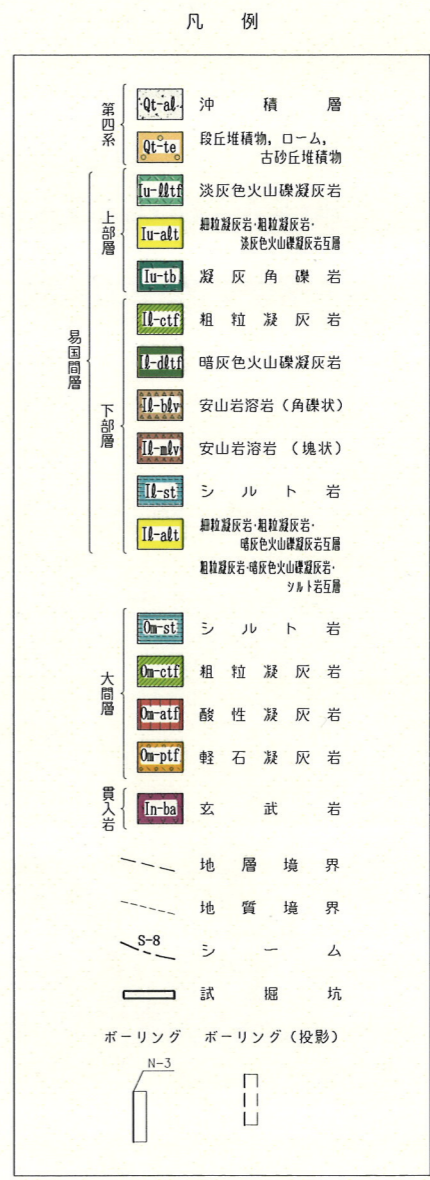 凡 例
第四系
Qt-al 沖積層
Qt-te 段丘堆積物，ローム，
古砂丘堆積物
易国間層
上部層
Iu-lltf 淡灰色火山礫凝灰岩
Iu-alt 細粒凝灰岩・粗粒凝灰岩・
淡灰色火山礫凝灰岩互層
Iu-tb 凝灰角礫岩
下部層
Il-ctf 粗粒凝灰岩
Il-dltf 暗灰色火山礫凝灰岩
Il-blv 安山岩溶岩（角礫状）
Il-mlv 安山岩溶岩（塊状）
Il-st シルト岩
Il-alt 細粒凝灰岩・粗粒凝灰岩・
暗灰色火山礫凝灰岩互層
粗粒凝灰岩・暗灰色火山礫凝灰岩・
シルト岩互層
大間層
Om-st シルト岩
Om-ctf 粗粒凝灰岩
Om-atf 酸性凝灰岩
Om-ptf 軽石凝灰岩
貫入岩
In-ba 玄武岩
地層境界
地質境界
S-8 シーム
試掘坑
ボーリング ボーリング（投影）
N-3